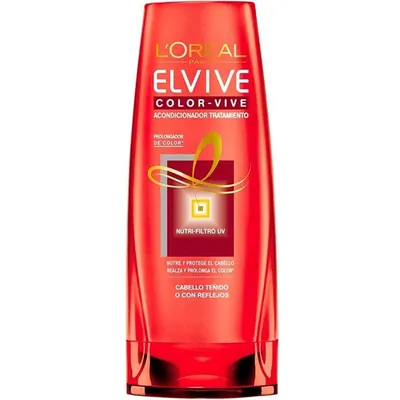 L'ORÉAL
PARIS
ELVIVE
COLOR-VIVE
ACONDICIONADOR TRATAMIENTO
PROLONGADOR
DE COLOR*
NUTRI-FILTRO UV
NUTRE Y PROTEGE EL CABELLO
REALZA Y PROLONGA EL COLOR*
CABELLO TEÑIDO
O CON REFLEJOS